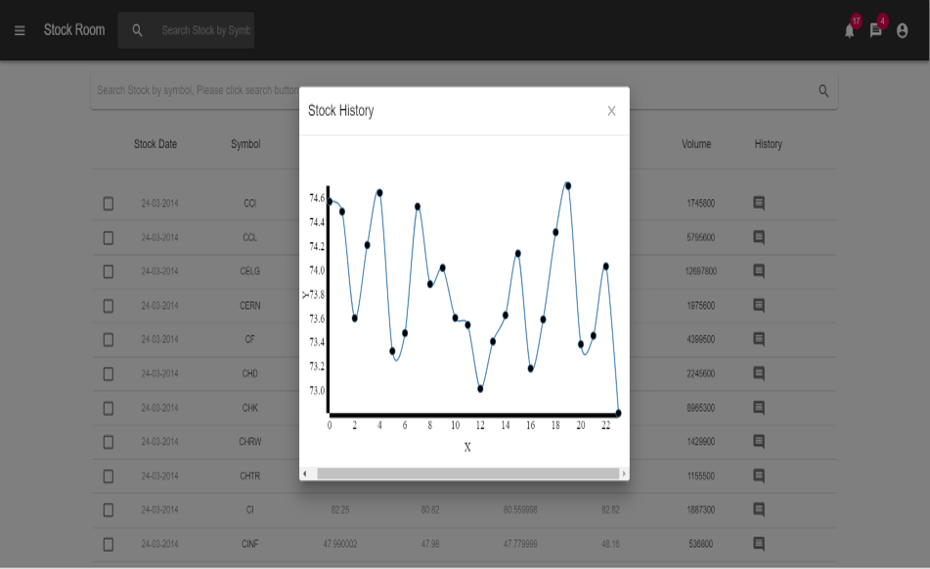 Stock Room
Search Stock by Symb
17
4
Search Stock by symbol, Please click search button
Stock History
X
Stock Date Symbol Volume History
24-03-2014 CCI 1745800
24-03-2014 CCL 5795600
24-03-2014 CELG 12697800
24-03-2014 CERN 1975600
24-03-2014 CF 4399500
24-03-2014 CHD 2245600
24-03-2014 CHK 8965300
24-03-2014 CHRW 1429900
24-03-2014 CHTR 1155500
24-03-2014 CI 82.25 80.82 80.559998 82.82 1887300
24-03-2014 CINF 47.990002 47.98 47.779999 48.16 536800
74.6
74.4
74.2
74.0
Y
73.8
73.6
73.4
73.2
73.0
0 2 4 6 8 10 12 14 16 18 20 22
X